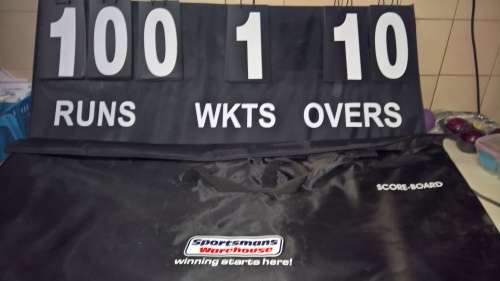 100 1 10
RUNS WKTS OVERS
SCORE-BOARD
Sportsmans
Warehouse
winning starts here!